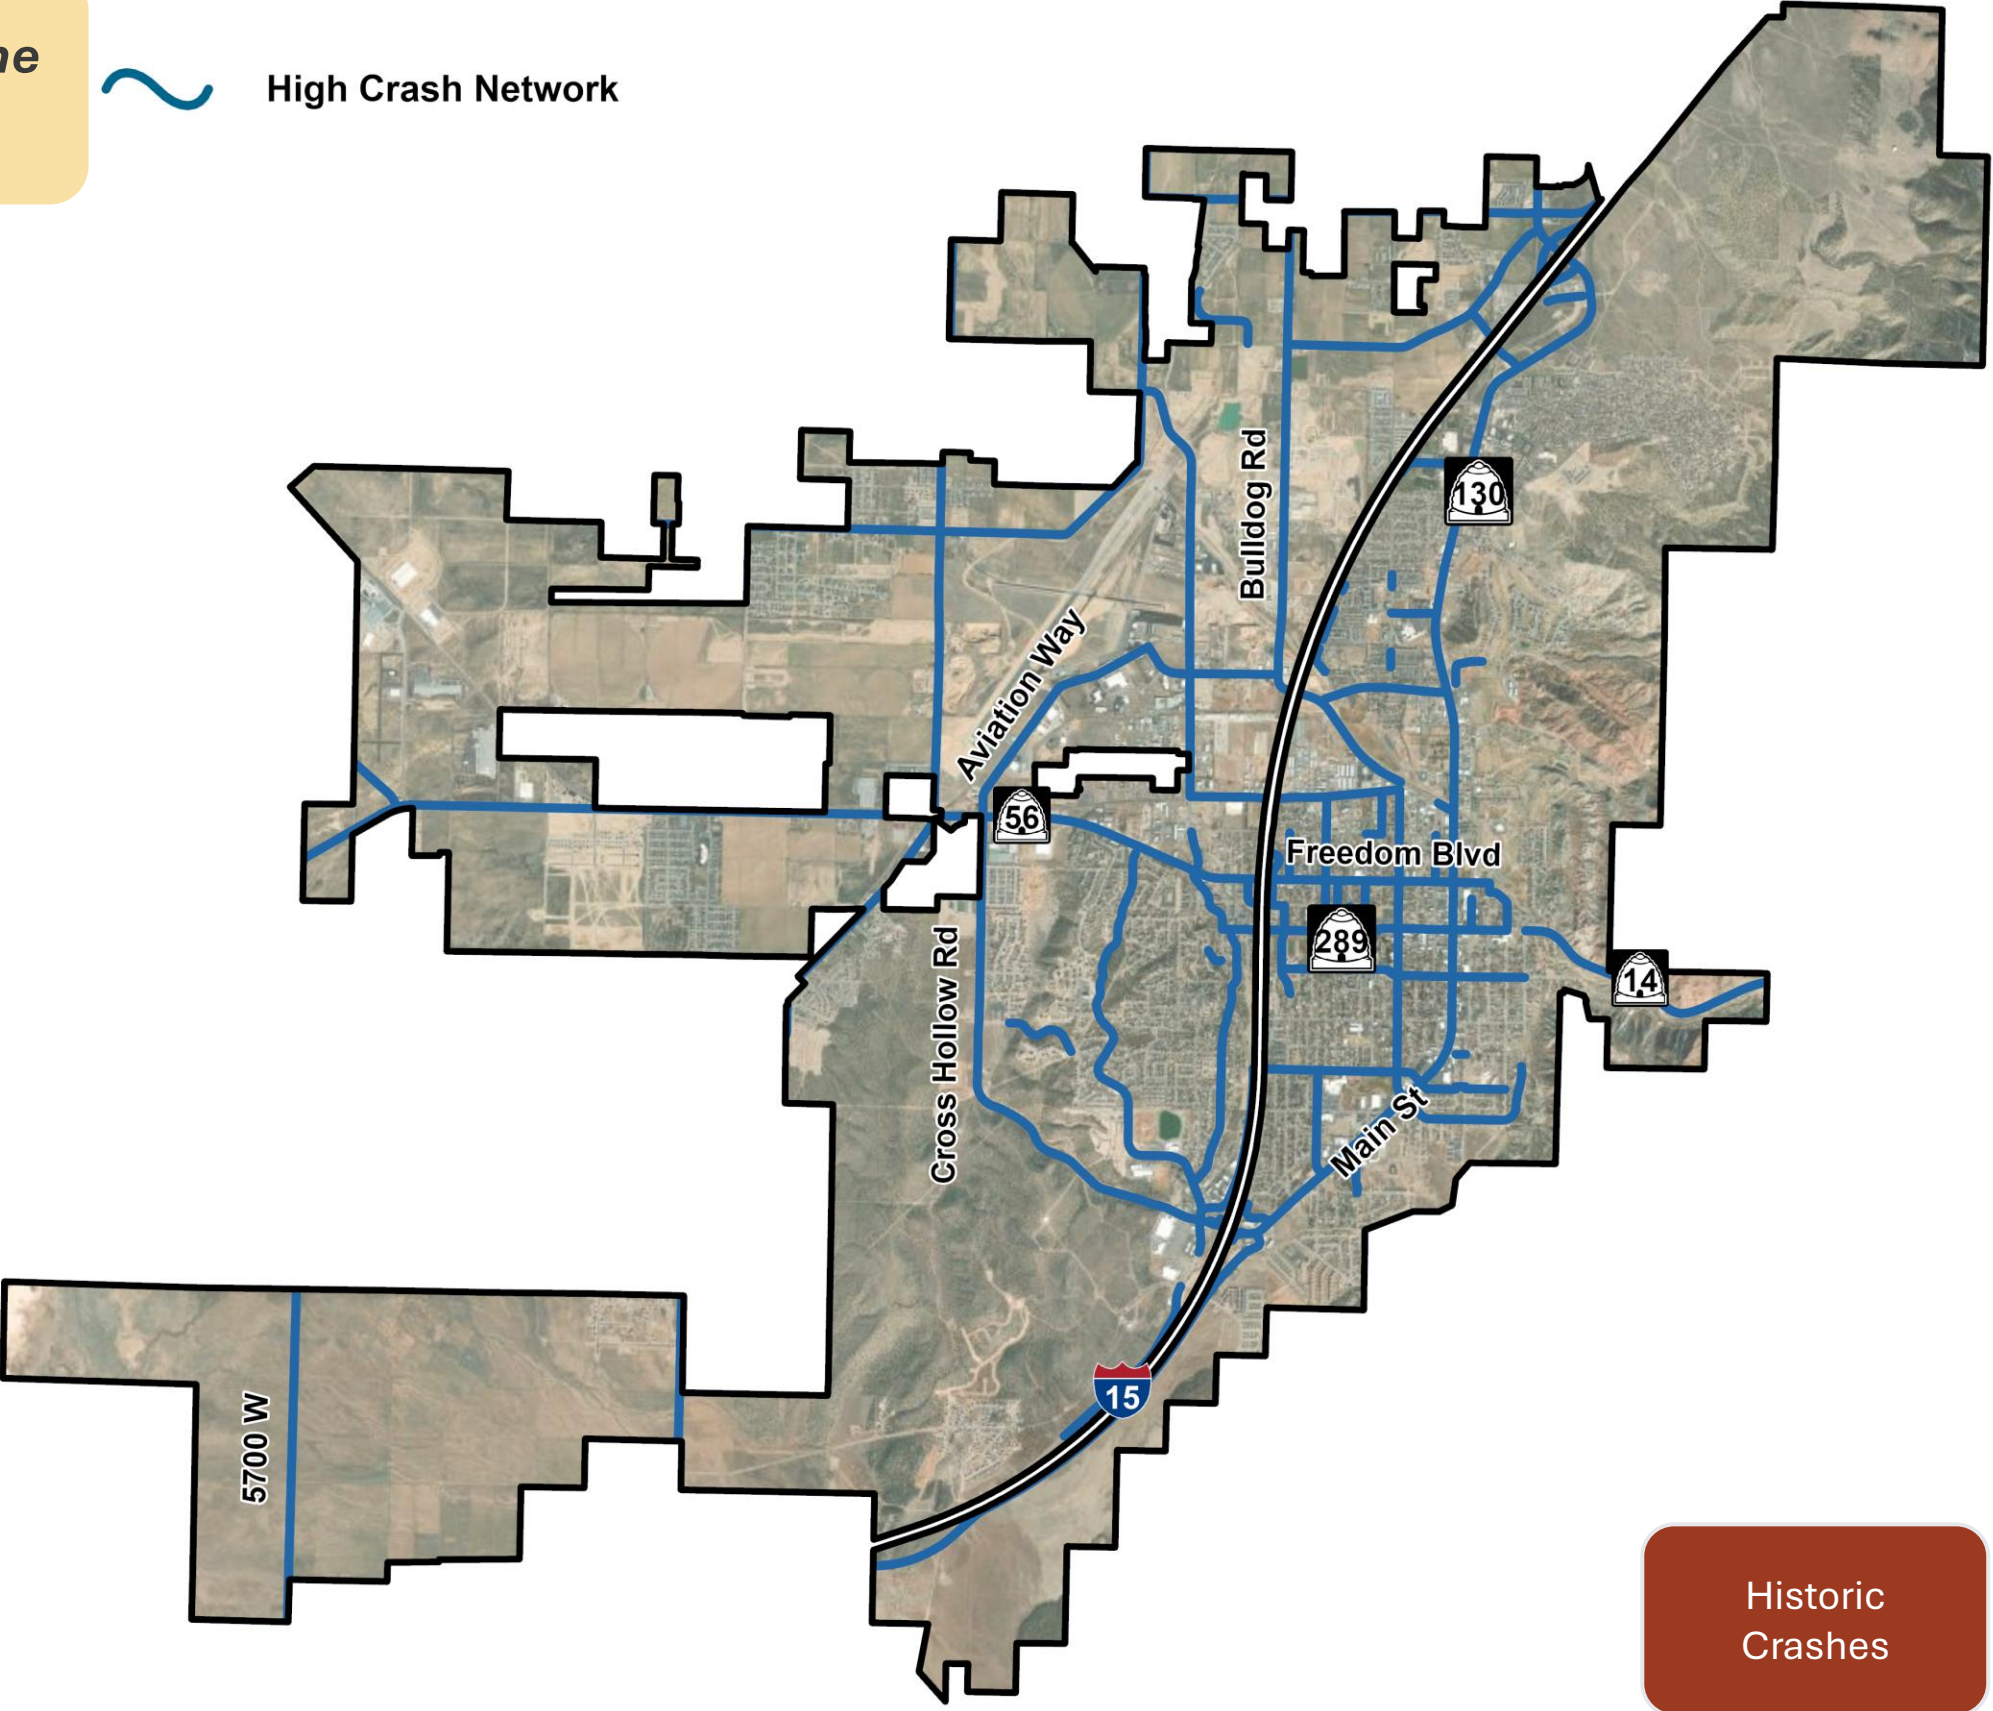 High Crash Network
130
Bulldog Rd
Aviation Way
56
Freedom Blvd
289
14
Cross Hollow Rd
Main St
15
5700 W
Historic
Crashes